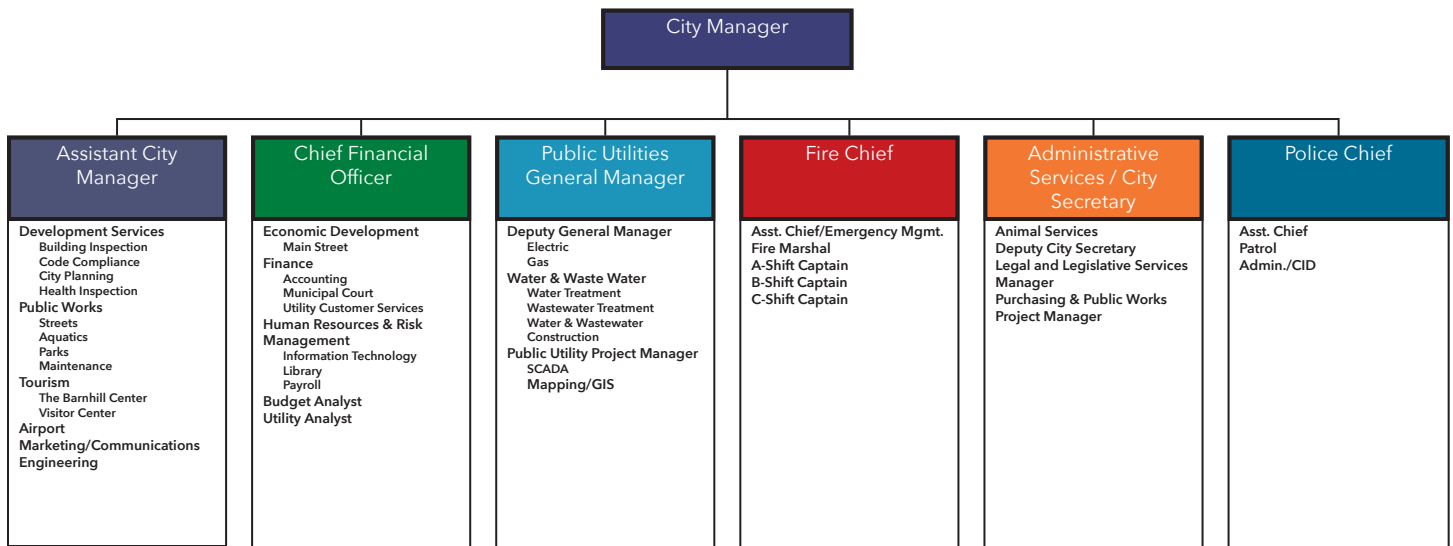 City Manager
Assistant City
Manager
Development Services
Building Inspection
Code Compliance
City Planning
Health Inspection
Public Works
Streets
Aquatics
Parks
Maintenance
Tourism
The Barnhill Center
Visitor Center
Airport
Marketing/Communications
Engineering
Chief Financial
Officer
Economic Development
Main Street
Finance
Accounting
Municipal Court
Utility Customer Services
Human Resources & Risk
Management
Information Technology
Library
Payroll
Budget Analyst
Utility Analyst
Public Utilities
General Manager
Deputy General Manager
Electric
Gas
Water & Waste Water
Water Treatment
Wastewater Treatment
Water & Wastewater
Construction
Public Utility Project Manager
SCADA
Mapping/GIS
Fire Chief
Asst. Chief/Emergency Mgmt.
Fire Marshal
A-Shift Captain
B-Shift Captain
C-Shift Captain
Administrative
Services / City
Secretary
Animal Services
Deputy City Secretary
Legal and Legislative Services
Manager
Purchasing & Public Works
Project Manager
Police Chief
Asst. Chief
Patrol
Admin./CID